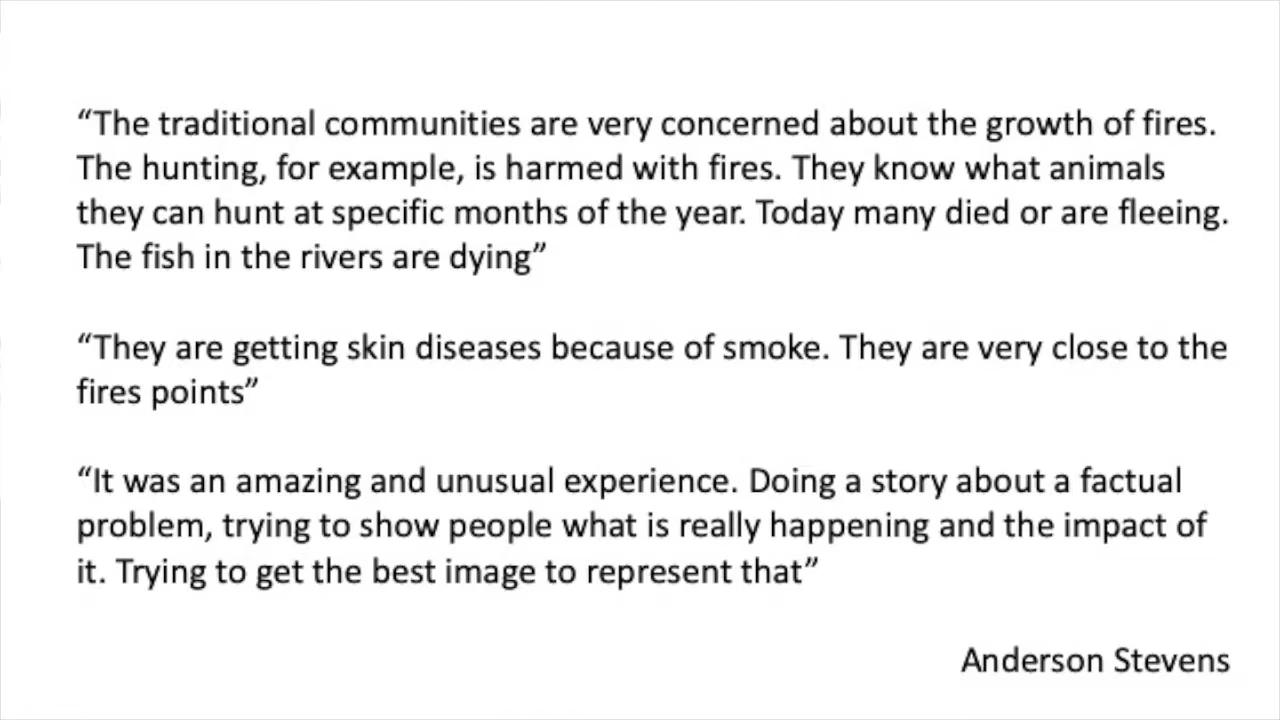 “The traditional communities are very concerned about the growth of fires.
The hunting, for example, is harmed with fires. They know what animals
they can hunt at specific months of the year. Today many died or are fleeing.
The fish in the rivers are dying”
“They are getting skin diseases because of smoke. They are very close to the
fires points”
“It was an amazing and unusual experience. Doing a story about a factual
problem, trying to show people what is really happening and the impact of
it. Trying to get the best image to represent that”
Anderson Stevens